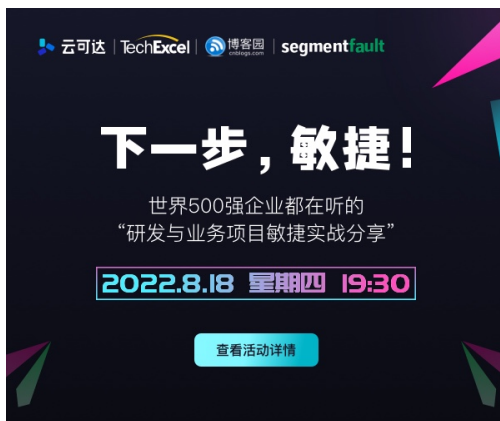 云可达 | TechExcel | 博客园 cnblogs.com | segmentfault
下一步，敏捷！
世界500强企业都在听的
“研发与业务项目敏捷实战分享”
2022.8.18 星期四 19:30
查看活动详情